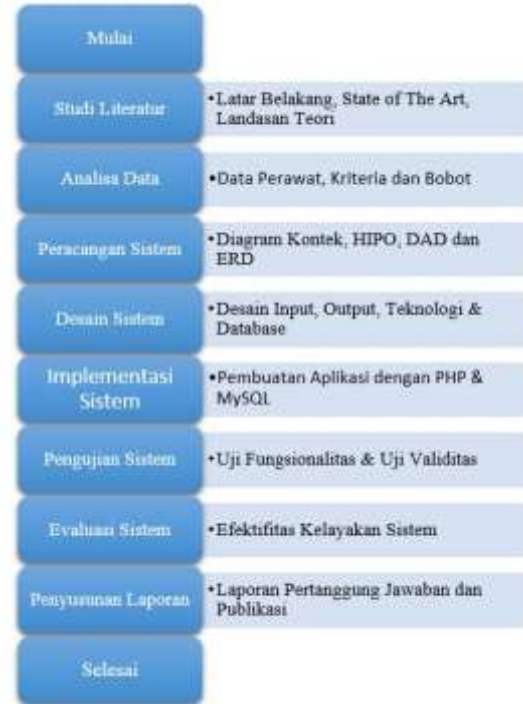 Mulai
Studi Literatur
•Latar Belakang, State of The Art,
Landasan Teori
Analisa Data
•Data Perawat, Kriteria dan Bobot
Peracangan Sistem
•Diagram Kontek, HIPO, DAD dan
ERD
Desain Sistem
•Desain Input, Output, Teknologi &
Database
Implementasi
Sistem
•Pembuatan Aplikasi dengan PHP &
MySQL
Pengujian Sistem
•Uji Fungsionalitas & Uji Validitas
Evaluasi Sistem
•Efektifitas Kelayakan Sistem
Penyusunan Laporan
•Laporan Pertanggung Jawaban dan
Publikasi
Selesai